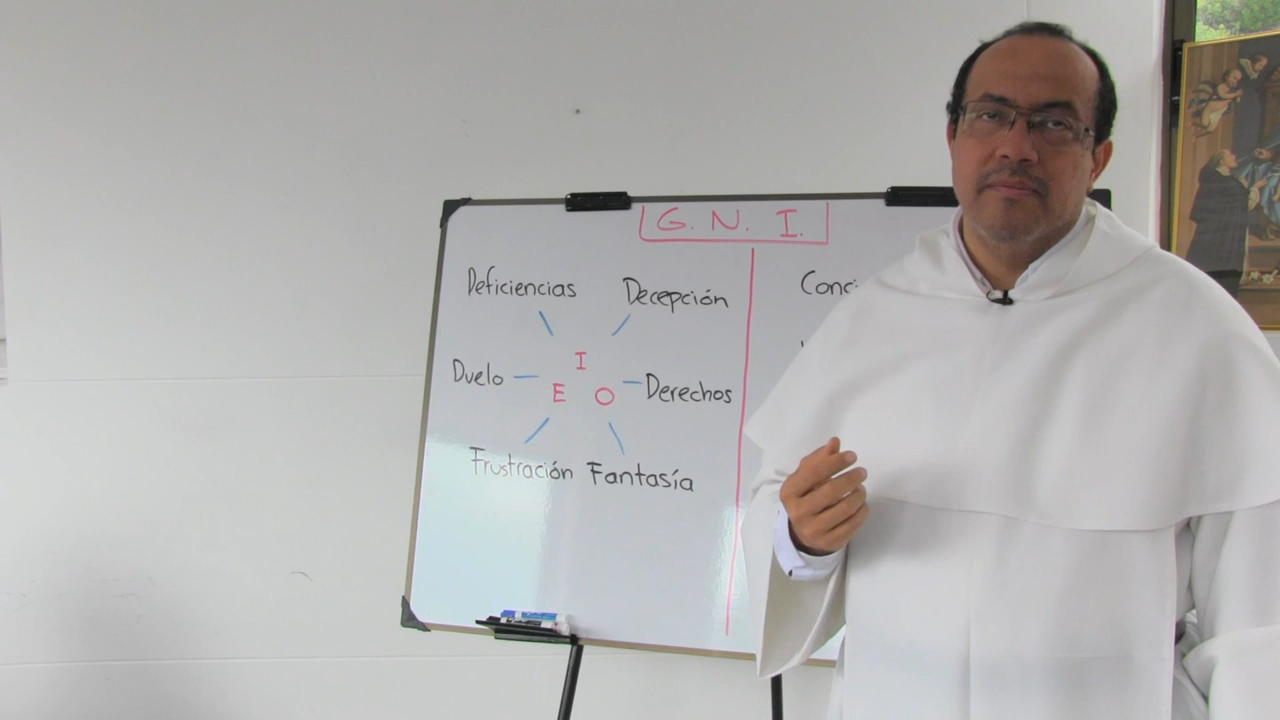 G. N. I.
Deficiencias
Decepción
I
Duelo
E
O
Derechos
Frustración
Fantasía